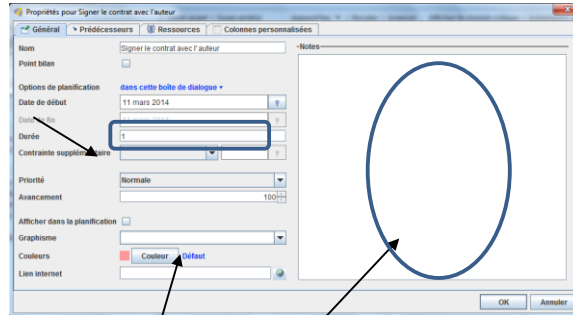 Propriétés pour Signer le contrat avec l'auteur
Général Prédécesseurs Ressources Colonnes personnalisées
Nom Signer le contrat avec l'auteur
Notes
Point bilan
Options de planification dans cette boîte de dialogue
Date de début 11 mars 2014
Date de fin 11 mars 2014
Durée 1
Contrainte supplémentaire
Priorité Normale
Avancement 100
Afficher dans la planification
Graphisme
Couleurs Couleur Défaut
Lien internet
OK Annuler